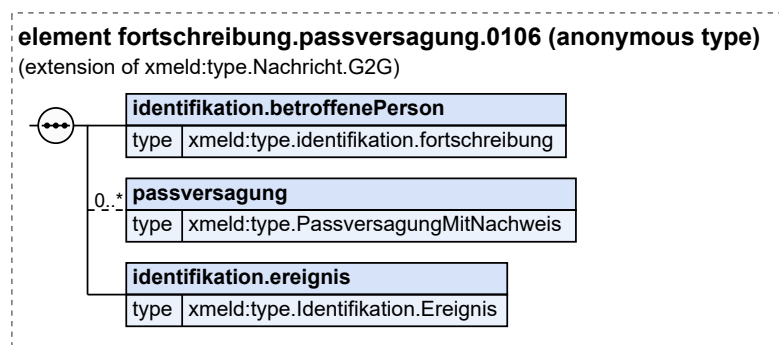 element fortschreibung.passversagung.0106 (anonymous type)
(extension of xmeld:type.Nachricht.G2G)
identifikation.betroffenePerson
type xmeld:type.identifikation.fortschreibung
0..* passversagung
type xmeld:type.PassversagungMitNachweis
identifikation.ereignis
type xmeld:type.Identifikation.Ereignis